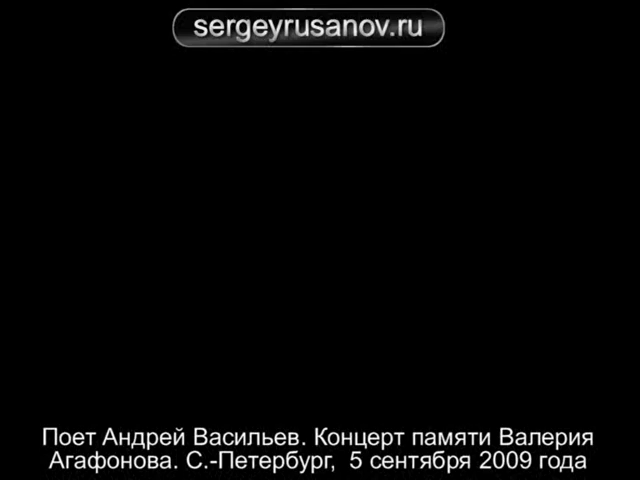 sergeyrusanov.ru
Поет Андрей Васильев. Концерт памяти Валерия
Агафонова. С.-Петербург,  5 сентября 2009 года